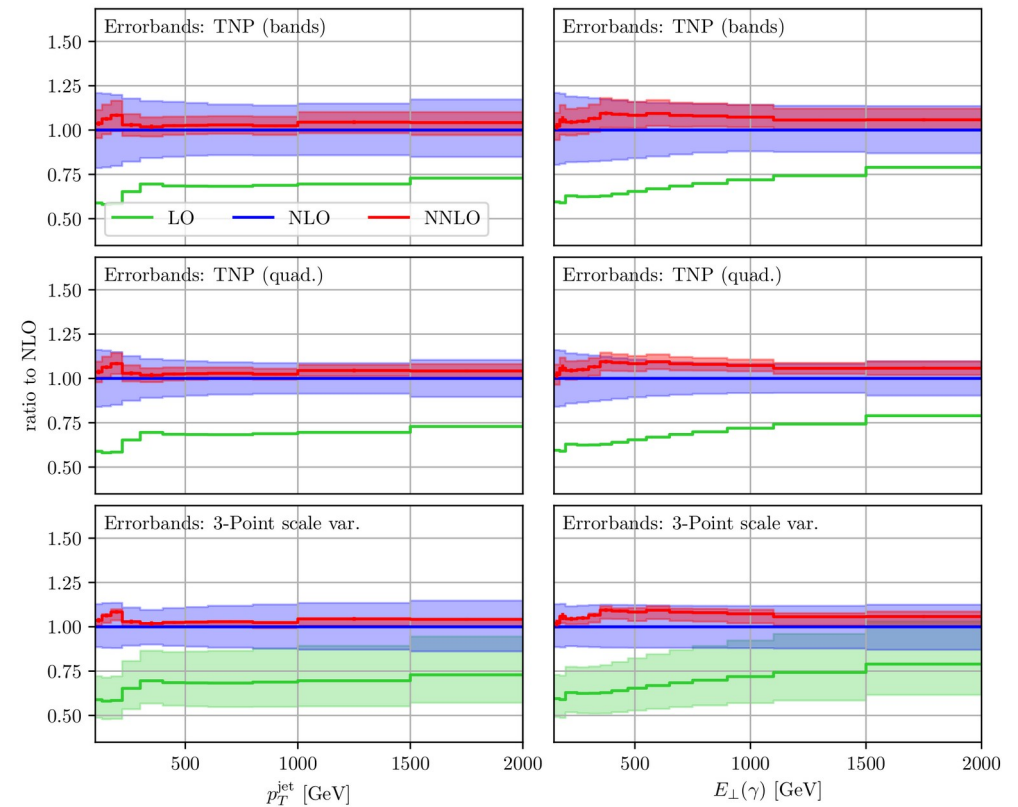 Errorbands: TNP (bands)
1.50
1.25
1.00
0.75
0.50
LO
NLO
NNLO
Errorbands: TNP (bands)
Errorbands: TNP (quad.)
1.50
1.25
1.00
0.75
0.50
ratio to NLO
Errorbands: TNP (quad.)
Errorbands: 3-Point scale var.
1.50
1.25
1.00
0.75
0.50
500
1000
1500
2000
p_T^jet [GeV]
Errorbands: 3-Point scale var.
500
1000
1500
2000
E_⊥(γ) [GeV]